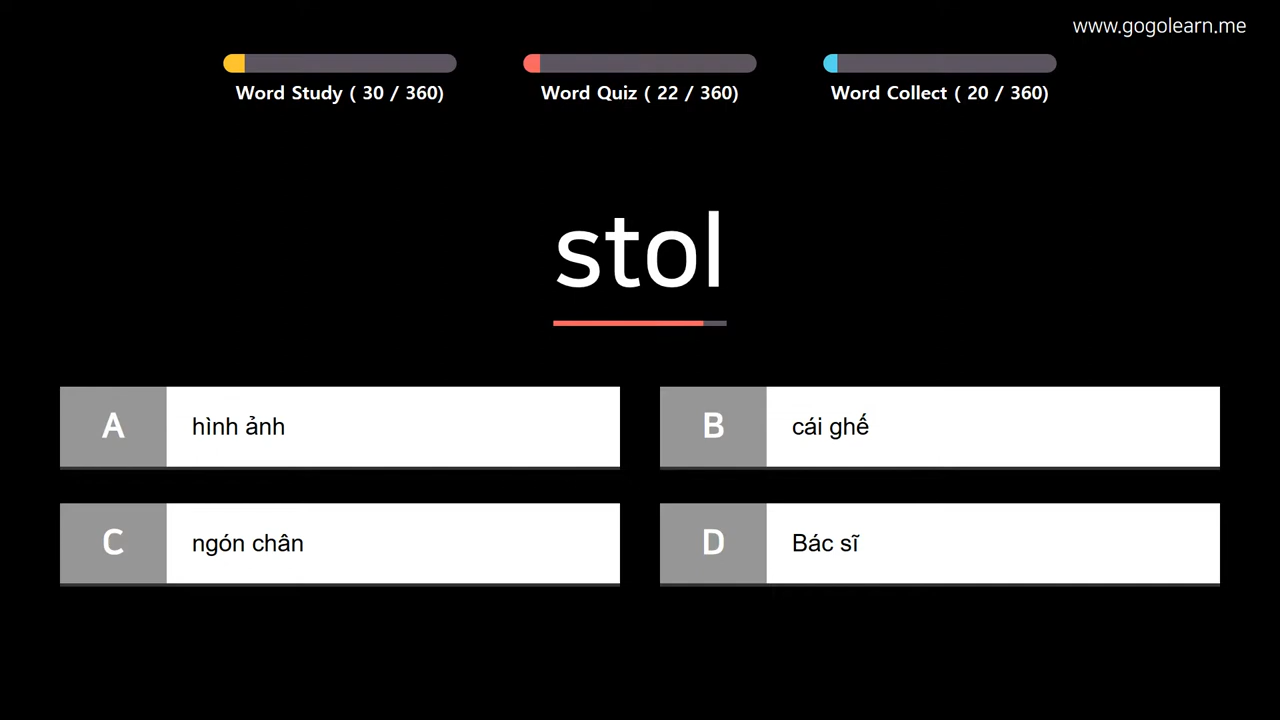 www.gogolearn.me
Word Study ( 30 / 360)
Word Quiz ( 22 / 360)
Word Collect ( 20 / 360)
stol
A hình ảnh
B cái ghế
C ngón chân
D Bác sĩ